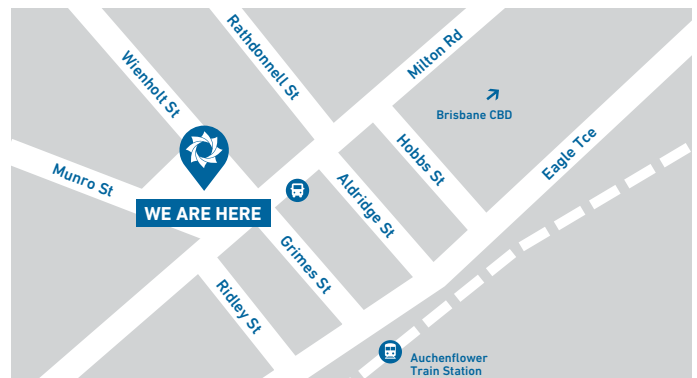 Wienholt St
Rathdonnell St
Milton Rd
Brisbane CBD
Hobbs St
Eagle Tce
Munro St
Aldridge St
WE ARE HERE
Grimes St
Ridley St
Auchenflower
Train Station